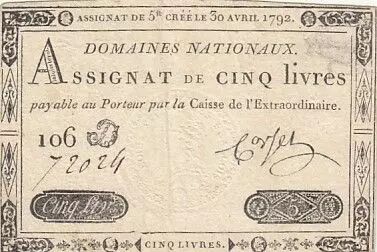 ASSIGNAT DE 5ᵗᵗ CRÉÉ LE 30 AVRIL 1792.
DOMAINES NATIONAUX.
ASSIGNAT DE CINQ livres
payable au Porteur par la Caisse de l'Extraordinaire.
106 D
72024
Corsel
Cinq livres
5
CINQ LIVRES.